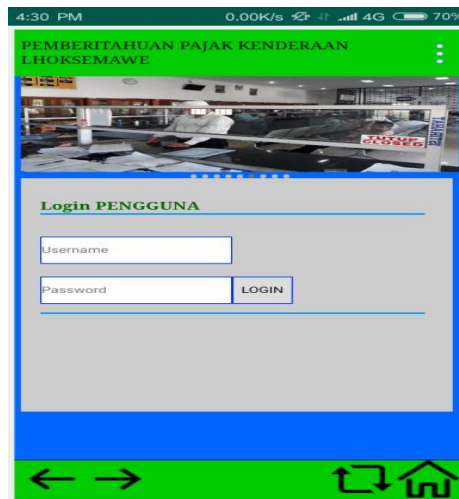 4:30 PM 0.00K/s 4G 70%
PEMBERITAHUAN PAJAK KENDERAAN
LHOKSEMAWE
TUTUP
CLOSED
Login PENGGUNA
Username
Password
LOGIN